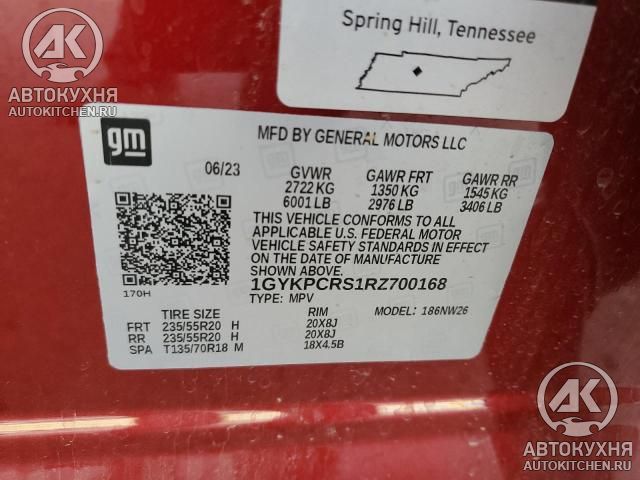 Spring Hill, Tennessee
AK
АВТОКУХНЯ
AUTOKITCHEN.RU
gm
MFD BY GENERAL MOTORS LLC
06/23 GVWR GAWR FRT GAWR RR
2722 KG 1350 KG 1545 KG
6001 LB 2976 LB 3406 LB
THIS VEHICLE CONFORMS TO ALL
APPLICABLE U.S. FEDERAL MOTOR
VEHICLE SAFETY STANDARDS IN EFFECT
ON THE DATE OF MANUFACTURE
SHOWN ABOVE.
170H
1GYKPCRS1RZ700168
TYPE: MPV MODEL: 186NW26
TIRE SIZE RIM
FRT 235/55R20 H 20X8J
RR 235/55R20 H 20X8J
SPA T135/70R18 M 18X4.5B
AK
АВТОКУХНЯ
AUTOKITCHEN.RU